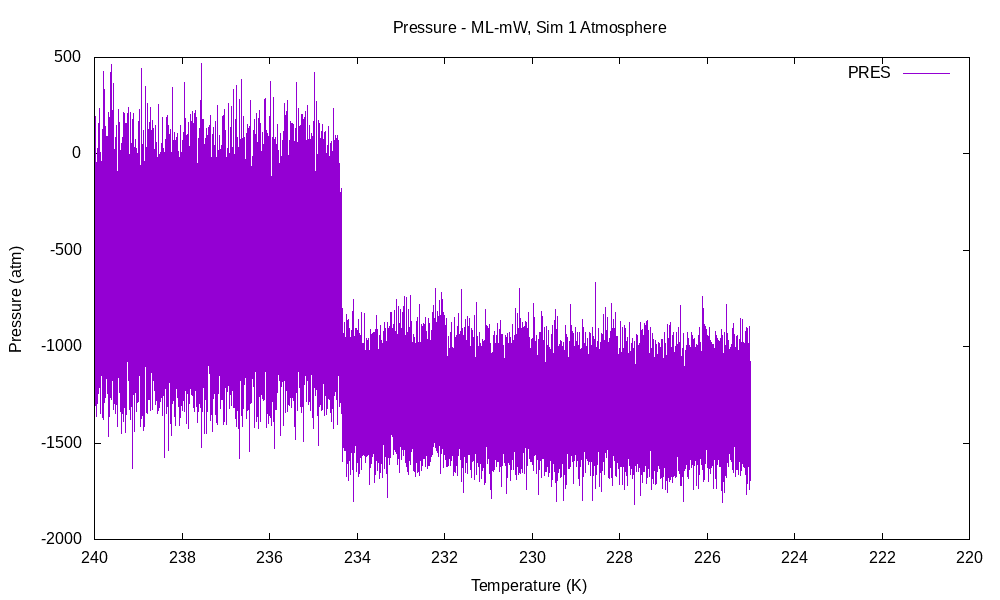 Pressure - ML-mW, Sim 1 Atmosphere
PRES
Pressure (atm)
500
0
-500
-1000
-1500
-2000
240 238 236 234 232 230 228 226 224 222 220
Temperature (K)